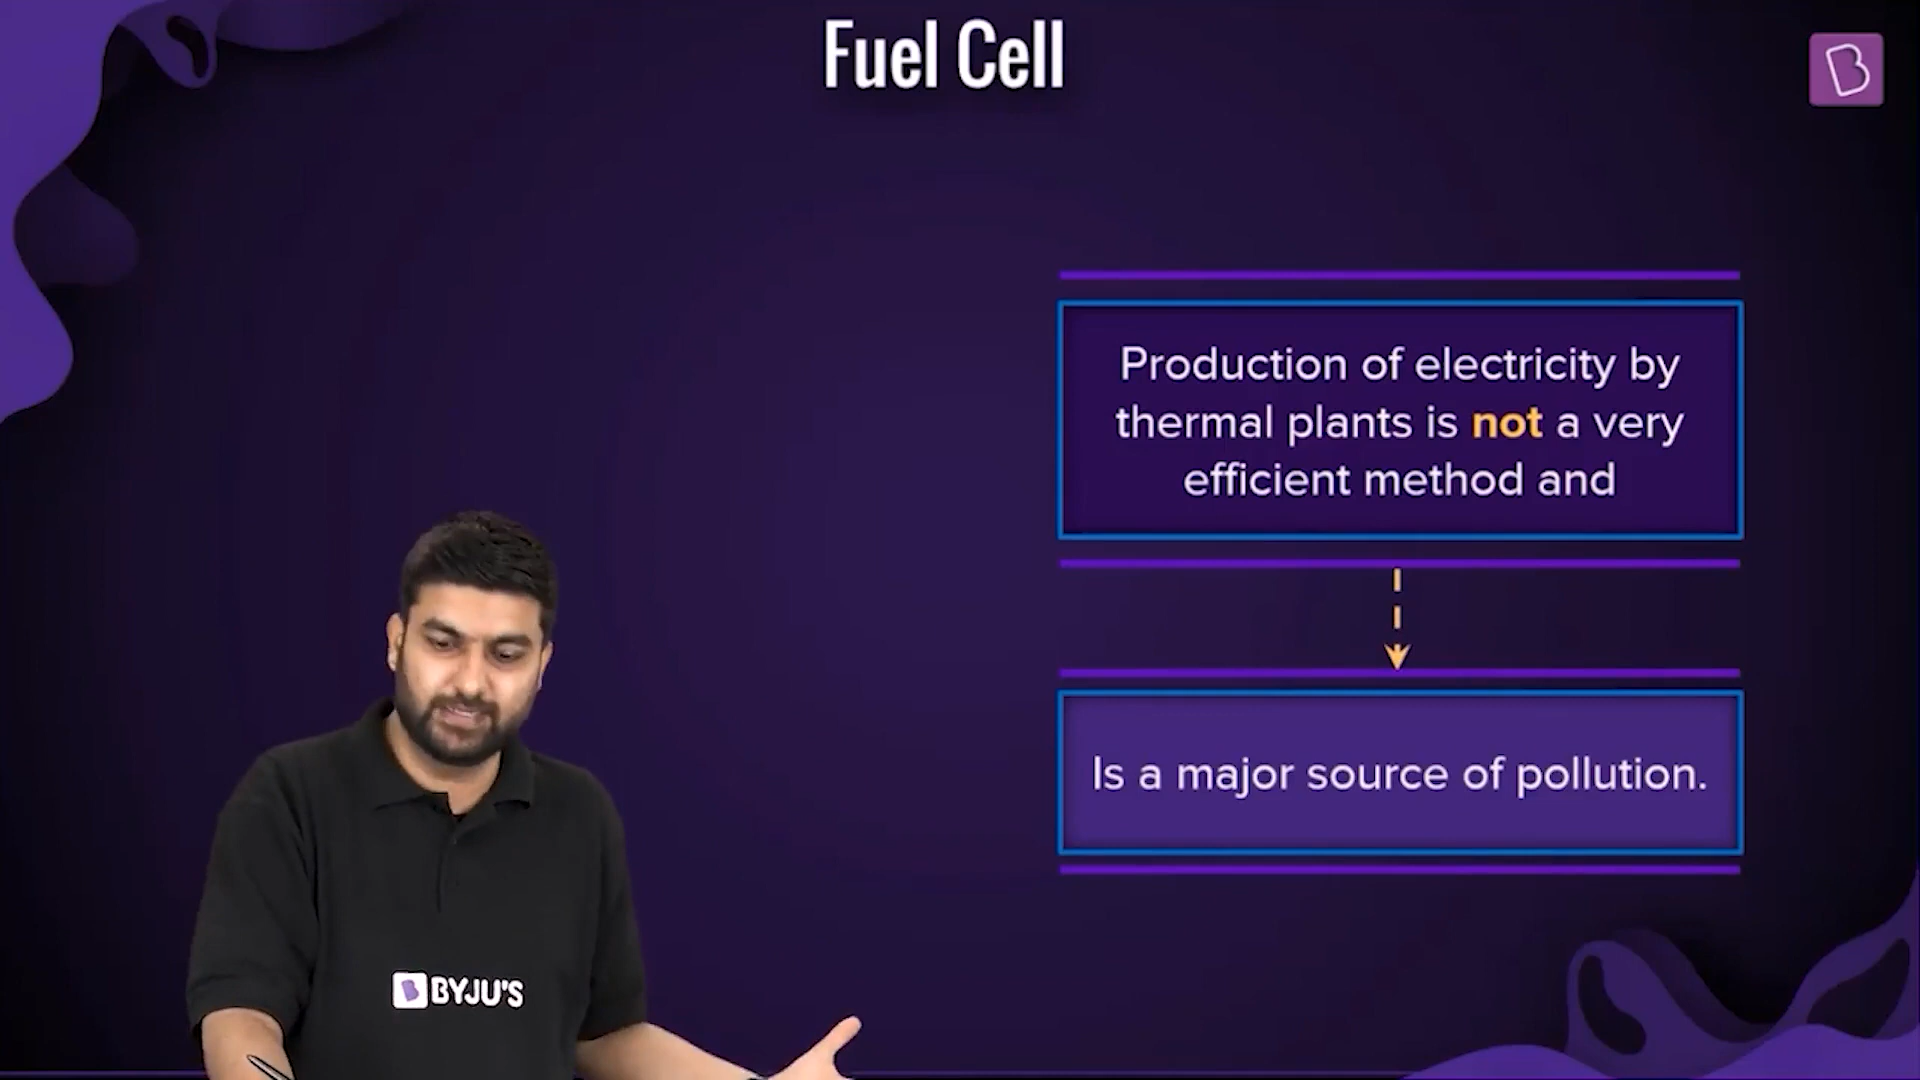 Fuel Cell
Production of electricity by
thermal plants is not a very
efficient method and
Is a major source of pollution.
BYJU'S